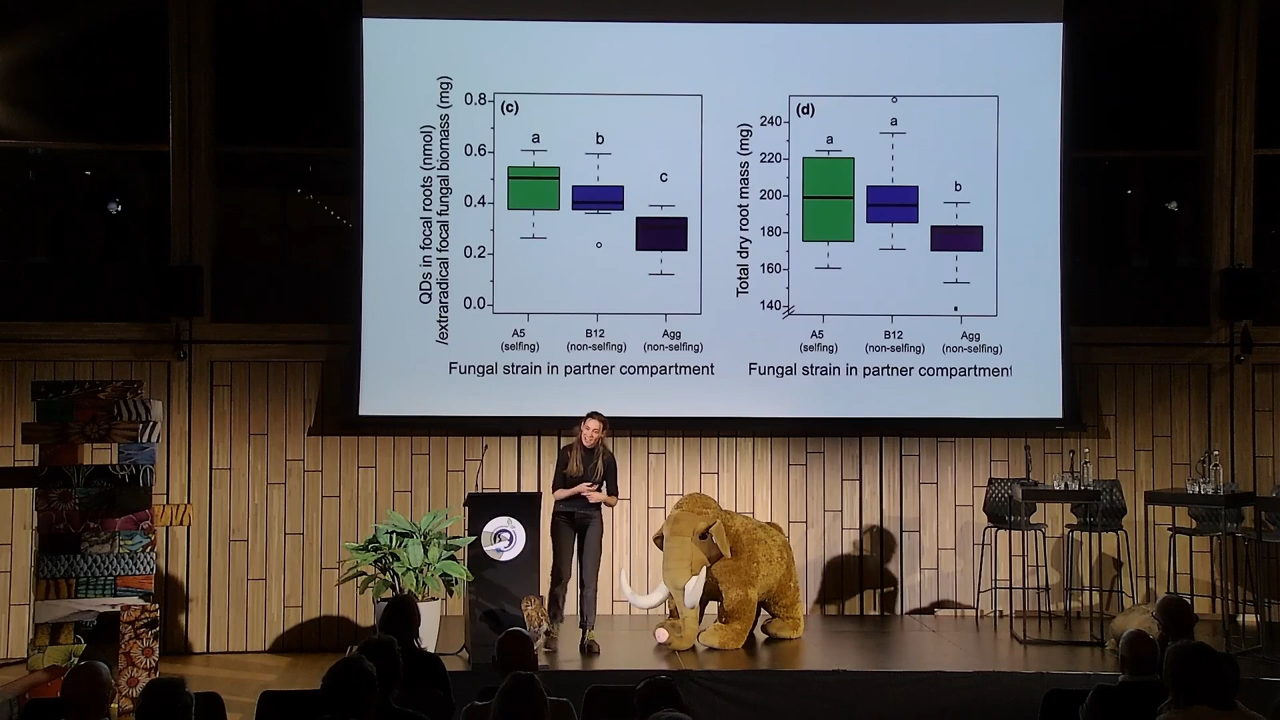 QDs in focal roots (nmol)
/extraradical focal fungal biomass (mg)
0.8
0.6
0.4
0.2
0.0
(c)
a
b
c
A5
(selfing)
B12
(non-selfing)
Agg
(non-selfing)
Fungal strain in partner compartment
Total dry root mass (mg)
240
220
200
180
160
140
(d)
a
a
b
A5
(selfing)
B12
(non-selfing)
Agg
(non-selfing)
Fungal strain in partner compartment